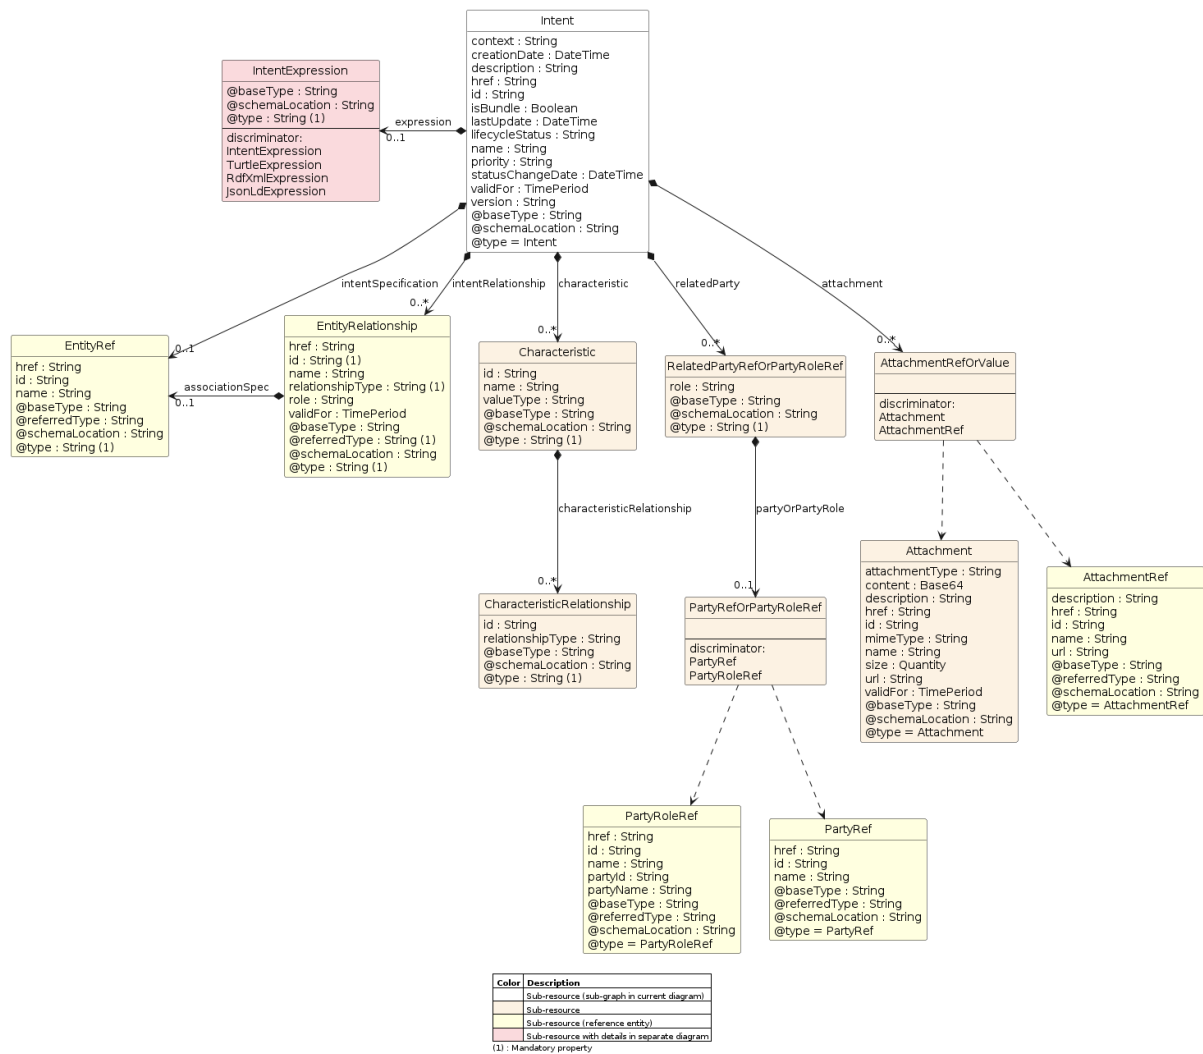 Intent
context : String
creationDate : DateTime
description : String
href : String
id : String
isBundle : Boolean
lastUpdate : DateTime
lifecycleStatus : String
name : String
priority : String
statusChangeDate : DateTime
validFor : TimePeriod
version : String
@baseType : String
@schemaLocation : String
@type = Intent
IntentExpression
@baseType : String
@schemaLocation : String
@type : String (1)
discriminator:
IntentExpression
TurtleExpression
RdfXmlExpression
JsonLdExpression
expression
0..1
intentSpecification
0..1
intentRelationship
0..*
characteristic
0..*
relatedParty
0..*
attachment
0..*
EntityRef
href : String
id : String
name : String
@baseType : String
@referredType : String
@schemaLocation : String
@type : String (1)
associationSpec
0..1
EntityRelationship
href : String
id : String (1)
name : String
relationshipType : String (1)
role : String
validFor : TimePeriod
@baseType : String
@referredType : String (1)
@schemaLocation : String
@type : String (1)
Characteristic
id : String
name : String
valueType : String
@baseType : String
@schemaLocation : String
@type : String (1)
RelatedPartyRefOrPartyRoleRef
role : String
@baseType : String
@schemaLocation : String
@type : String (1)
AttachmentRefOrValue
discriminator:
Attachment
AttachmentRef
characteristicRelationship
0..*
partyOrPartyRole
0..1
CharacteristicRelationship
id : String
relationshipType : String
@baseType : String
@schemaLocation : String
@type : String (1)
PartyRefOrPartyRoleRef
discriminator:
PartyRef
PartyRoleRef
Attachment
attachmentType : String
content : Base64
description : String
href : String
id : String
mimeType : String
name : String
size : Quantity
url : String
validFor : TimePeriod
@baseType : String
@schemaLocation : String
@type = Attachment
AttachmentRef
description : String
href : String
id : String
name : String
url : String
@baseType : String
@referredType : String
@schemaLocation : String
@type = AttachmentRef
PartyRoleRef
href : String
id : String
name : String
partyId : String
partyName : String
@baseType : String
@referredType : String
@schemaLocation : String
@type = PartyRoleRef
PartyRef
href : String
id : String
name : String
@baseType : String
@referredType : String
@schemaLocation : String
@type = PartyRef
Color Description
Sub-resource (sub-graph in current diagram)
Sub-resource
Sub-resource (reference entity)
Sub-resource with details in separate diagram
(1) : Mandatory property